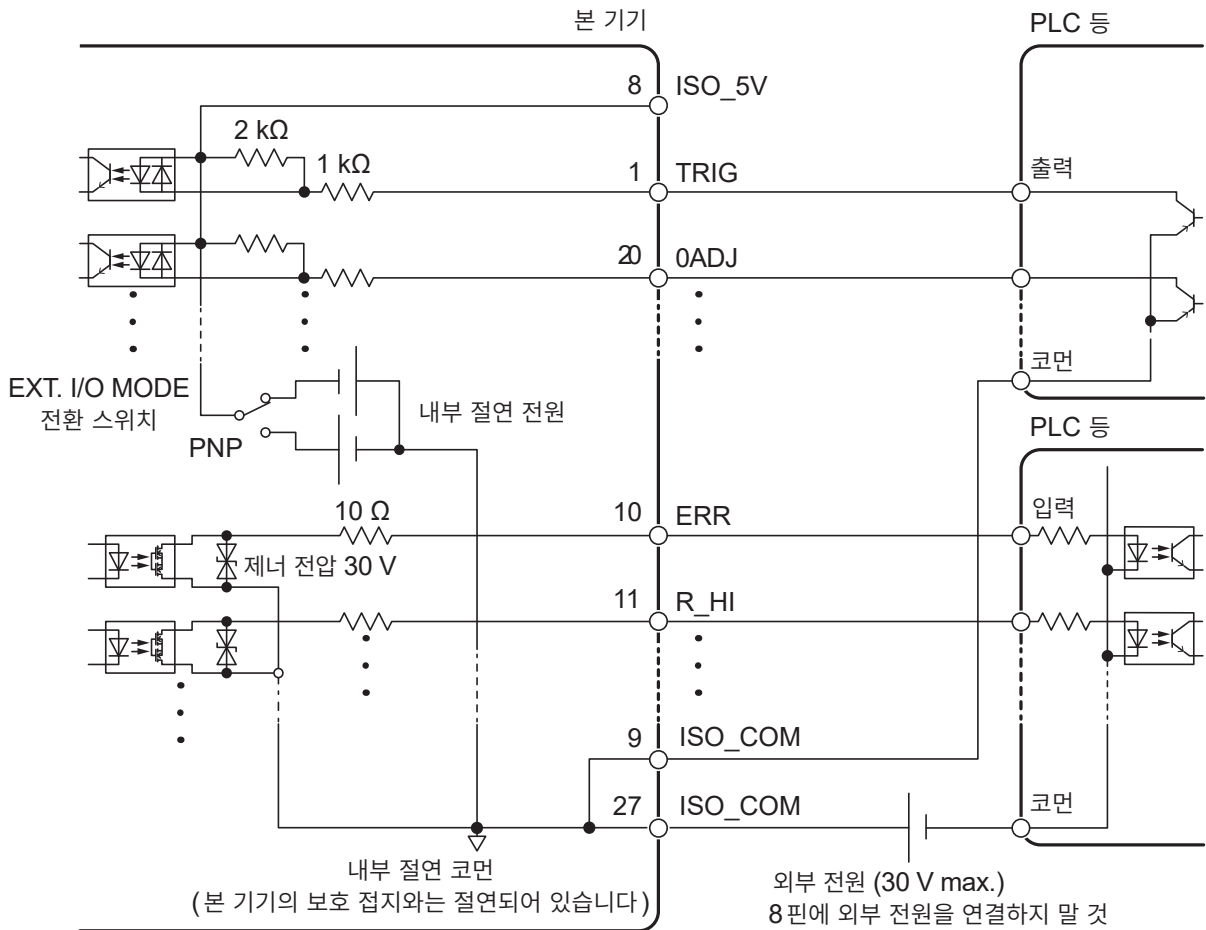 본 기기
PLC 등
8 ISO_5V
2 kΩ
1 kΩ
1 TRIG
출력
20 0ADJ
코먼
EXT. I/O MODE
전환 스위치
PNP
내부 절연 전원
PLC 등
10 Ω
10 ERR
입력
제너 전압 30 V
11 R_HI
9 ISO_COM
27 ISO_COM
코먼
내부 절연 코먼
(본 기기의 보호 접지와는 절연되어 있습니다)
외부 전원 (30 V max.)
8핀에 외부 전원을 연결하지 말 것